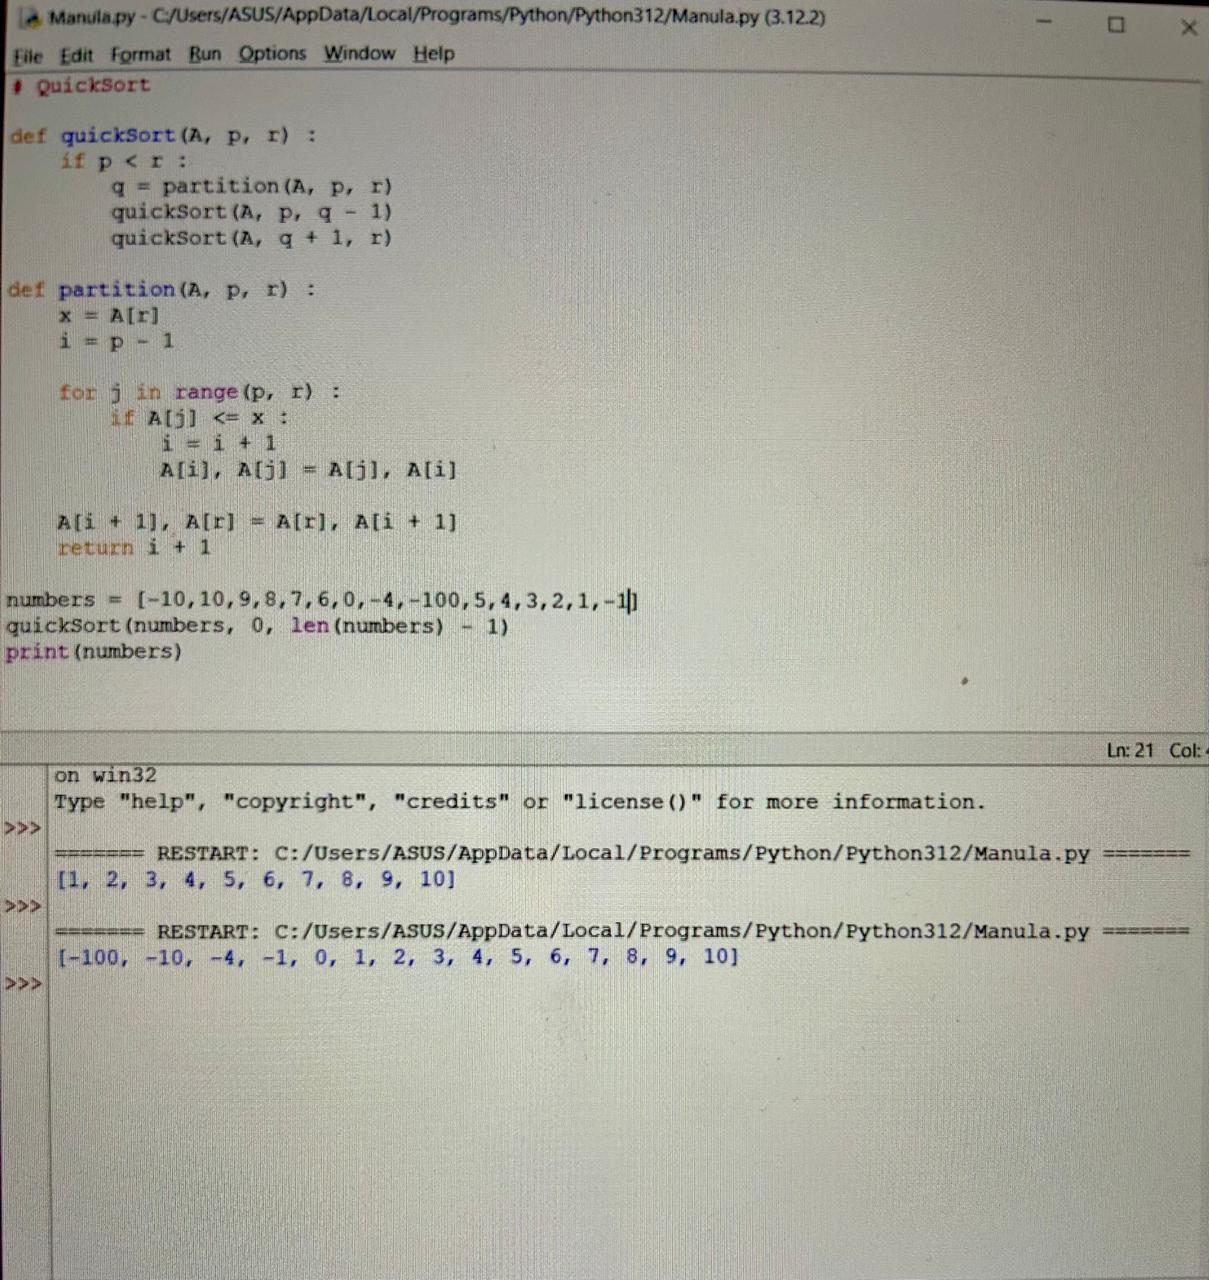 Manula.py - C:/Users/ASUS/AppData/Local/Programs/Python/Python312/Manula.py (3.12.2)
File Edit Format Run Options Window Help
# QuickSort
def quickSort(A, p, r) :
    if p < r :
        q = partition(A, p, r)
        quickSort(A, p, q - 1)
        quickSort(A, q + 1, r)
def partition(A, p, r) :
    x = A[r]
    i = p - 1
    for j in range(p, r) :
        if A[j] <= x :
            i = i + 1
            A[i], A[j] = A[j], A[i]
    A[i + 1], A[r] = A[r], A[i + 1]
    return i + 1
numbers = [-10,10,9,8,7,6,0,-4,-100,5,4,3,2,1,-1]
quickSort(numbers, 0, len(numbers) - 1)
print(numbers)
Ln: 21 Col:
on win32
Type "help", "copyright", "credits" or "license()" for more information.
>>>
======= RESTART: C:/Users/ASUS/AppData/Local/Programs/Python/Python312/Manula.py =======
[1, 2, 3, 4, 5, 6, 7, 8, 9, 10]
>>>
======= RESTART: C:/Users/ASUS/AppData/Local/Programs/Python/Python312/Manula.py =======
[-100, -10, -4, -1, 0, 1, 2, 3, 4, 5, 6, 7, 8, 9, 10]
>>>